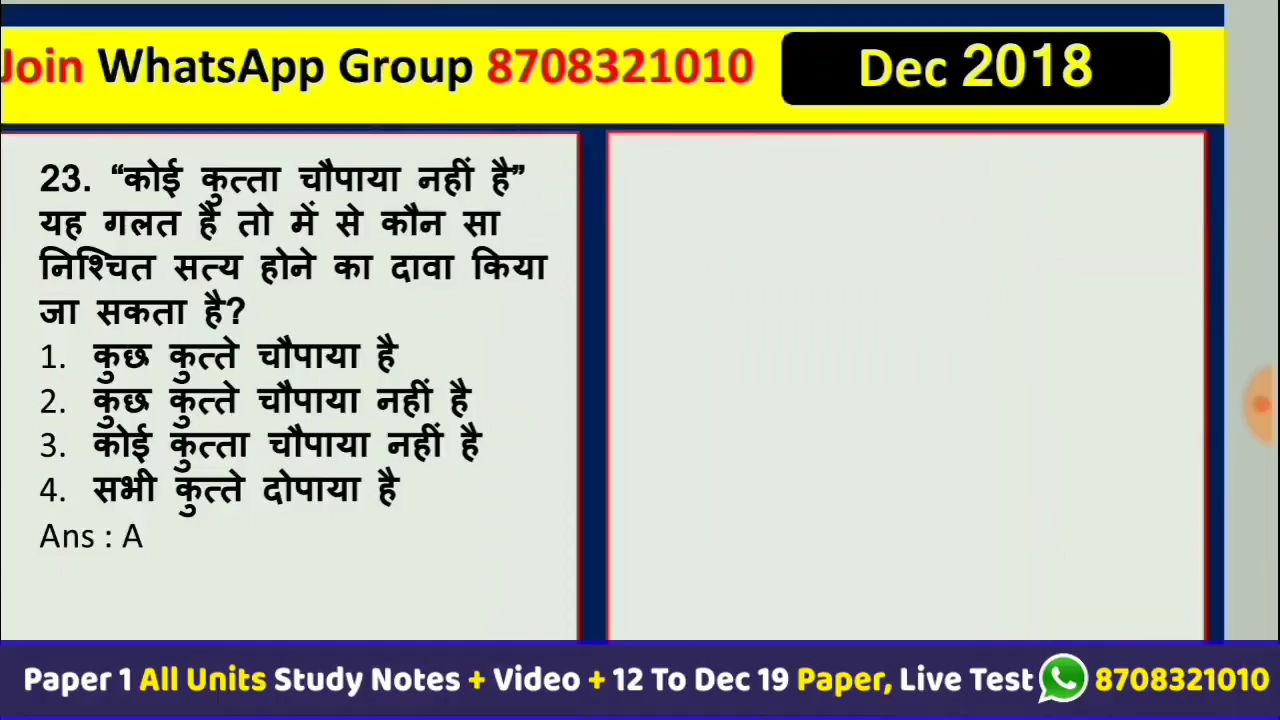 Join WhatsApp Group 8708321010
Dec 2018
23. “कोई कुत्ता चौपाया नहीं है”
यह गलत है तो में से कौन सा
निश्चित सत्य होने का दावा किया
जा सकता है?
1. कुछ कुत्ते चौपाया है
2. कुछ कुत्ते चौपाया नहीं है
3. कोई कुत्ता चौपाया नहीं है
4. सभी कुत्ते दोपाया है
Ans : A
Paper 1 All Units Study Notes + Video + 12 To Dec 19 Paper, Live Test 8708321010